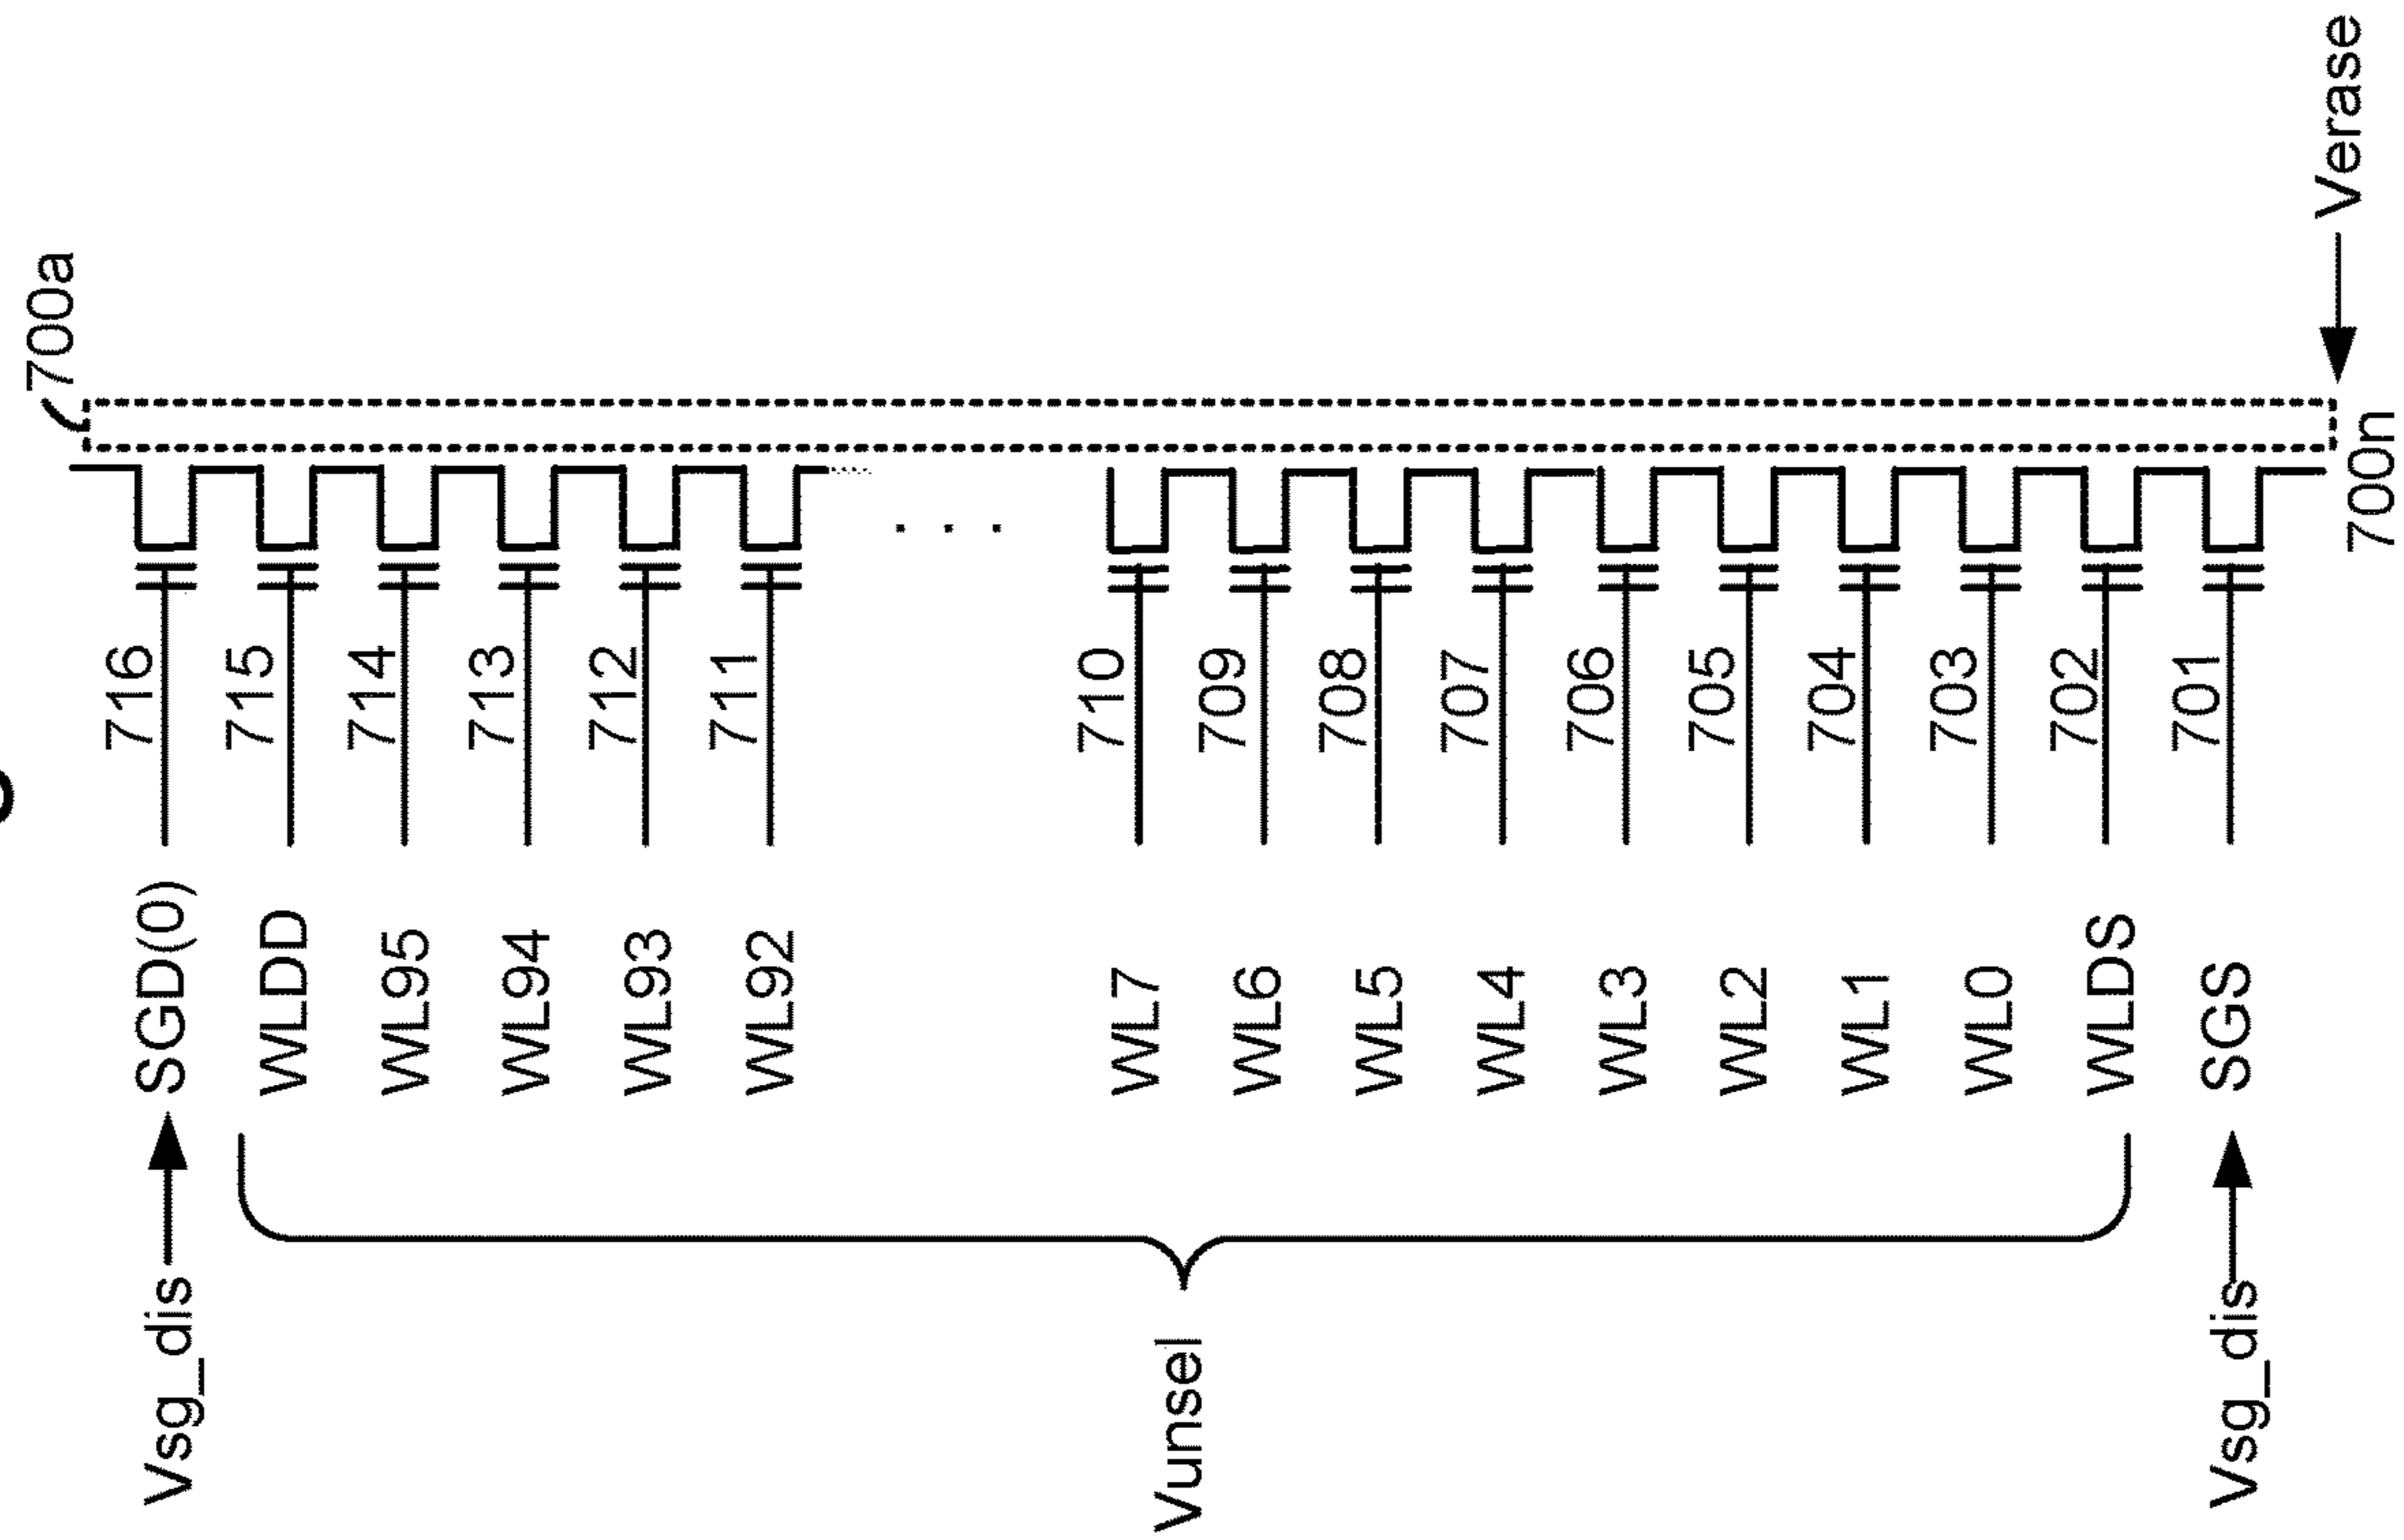 700a
716
715
714
713
712
711
710
709
708
707
706
705
704
703
702
701
Vsg_dis
SGD(0)
WLDD
WL95
WL94
WL93
WL92
. . .
WL7
WL6
WL5
WL4
WL3
WL2
WL1
WL0
WLDS
Vsg_dis
SGS
Vunsel
700n
Verase